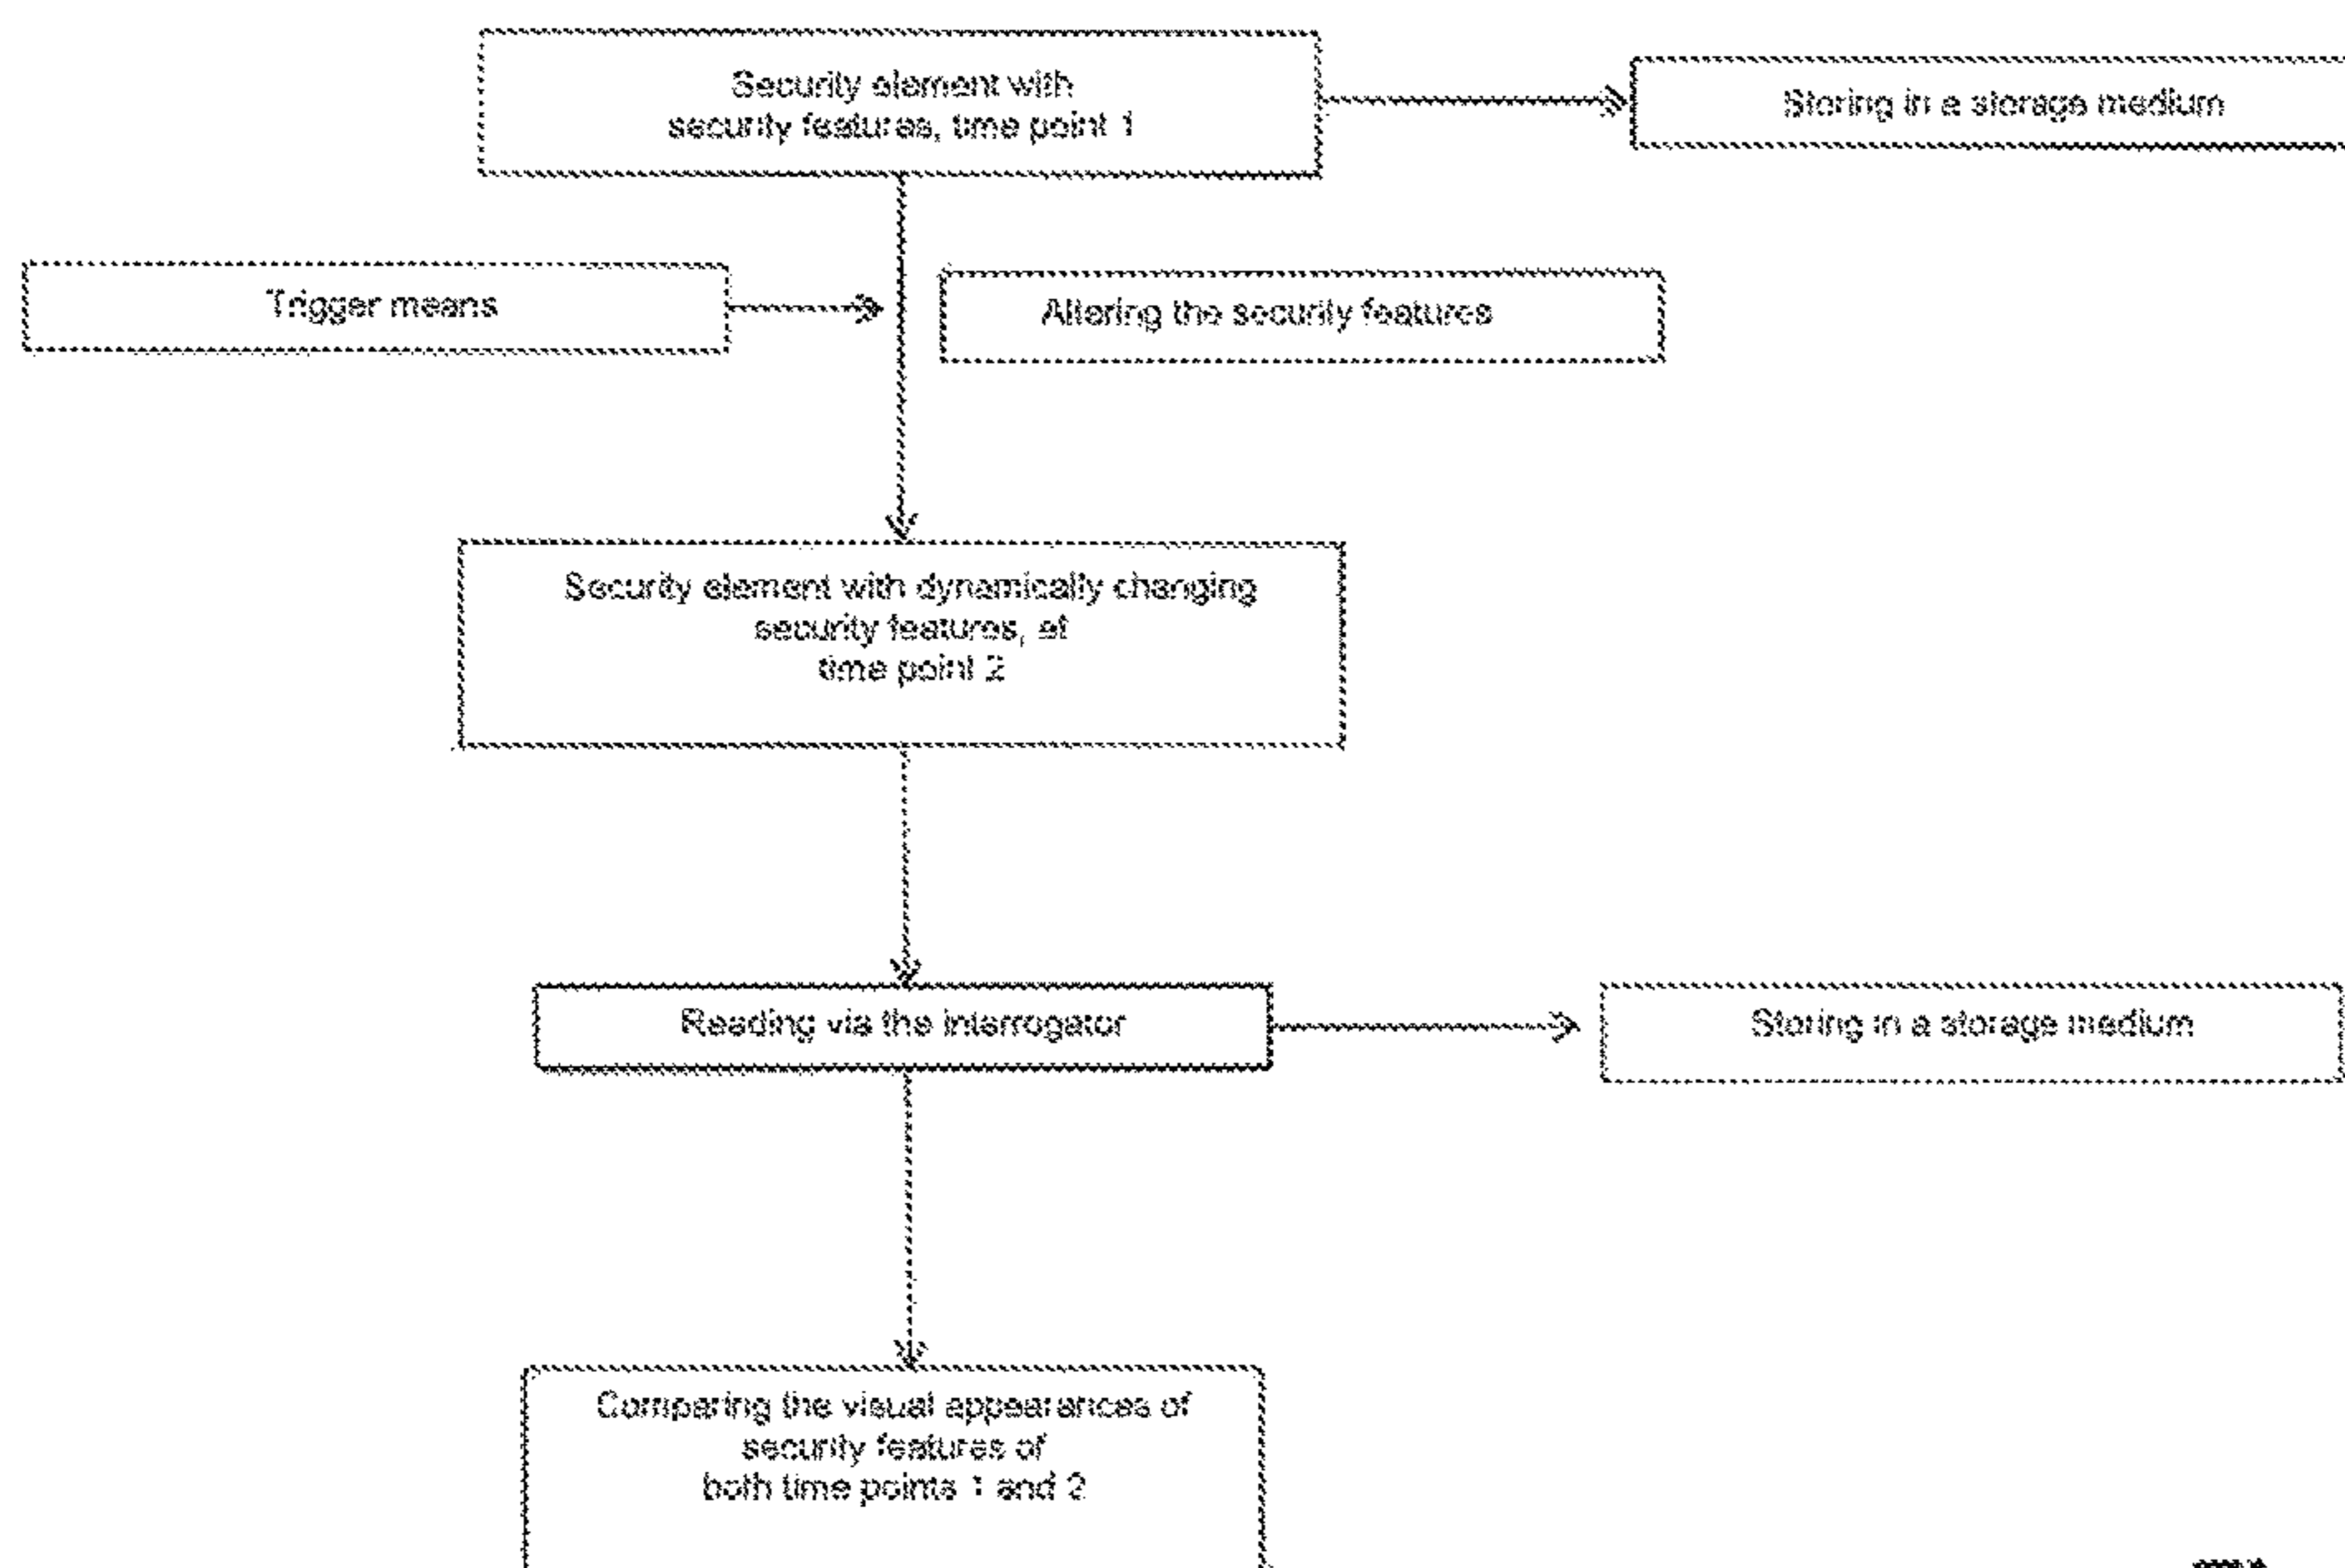 Security element with
security features, time point 1
Storing in a storage medium
Trigger means
Altering the security features
Security element with dynamically changing
security features, at
time point 2
Reading via the interrogator
Storing in a storage medium
Comparing the visual appearances of
security features of
both time points 1 and 2